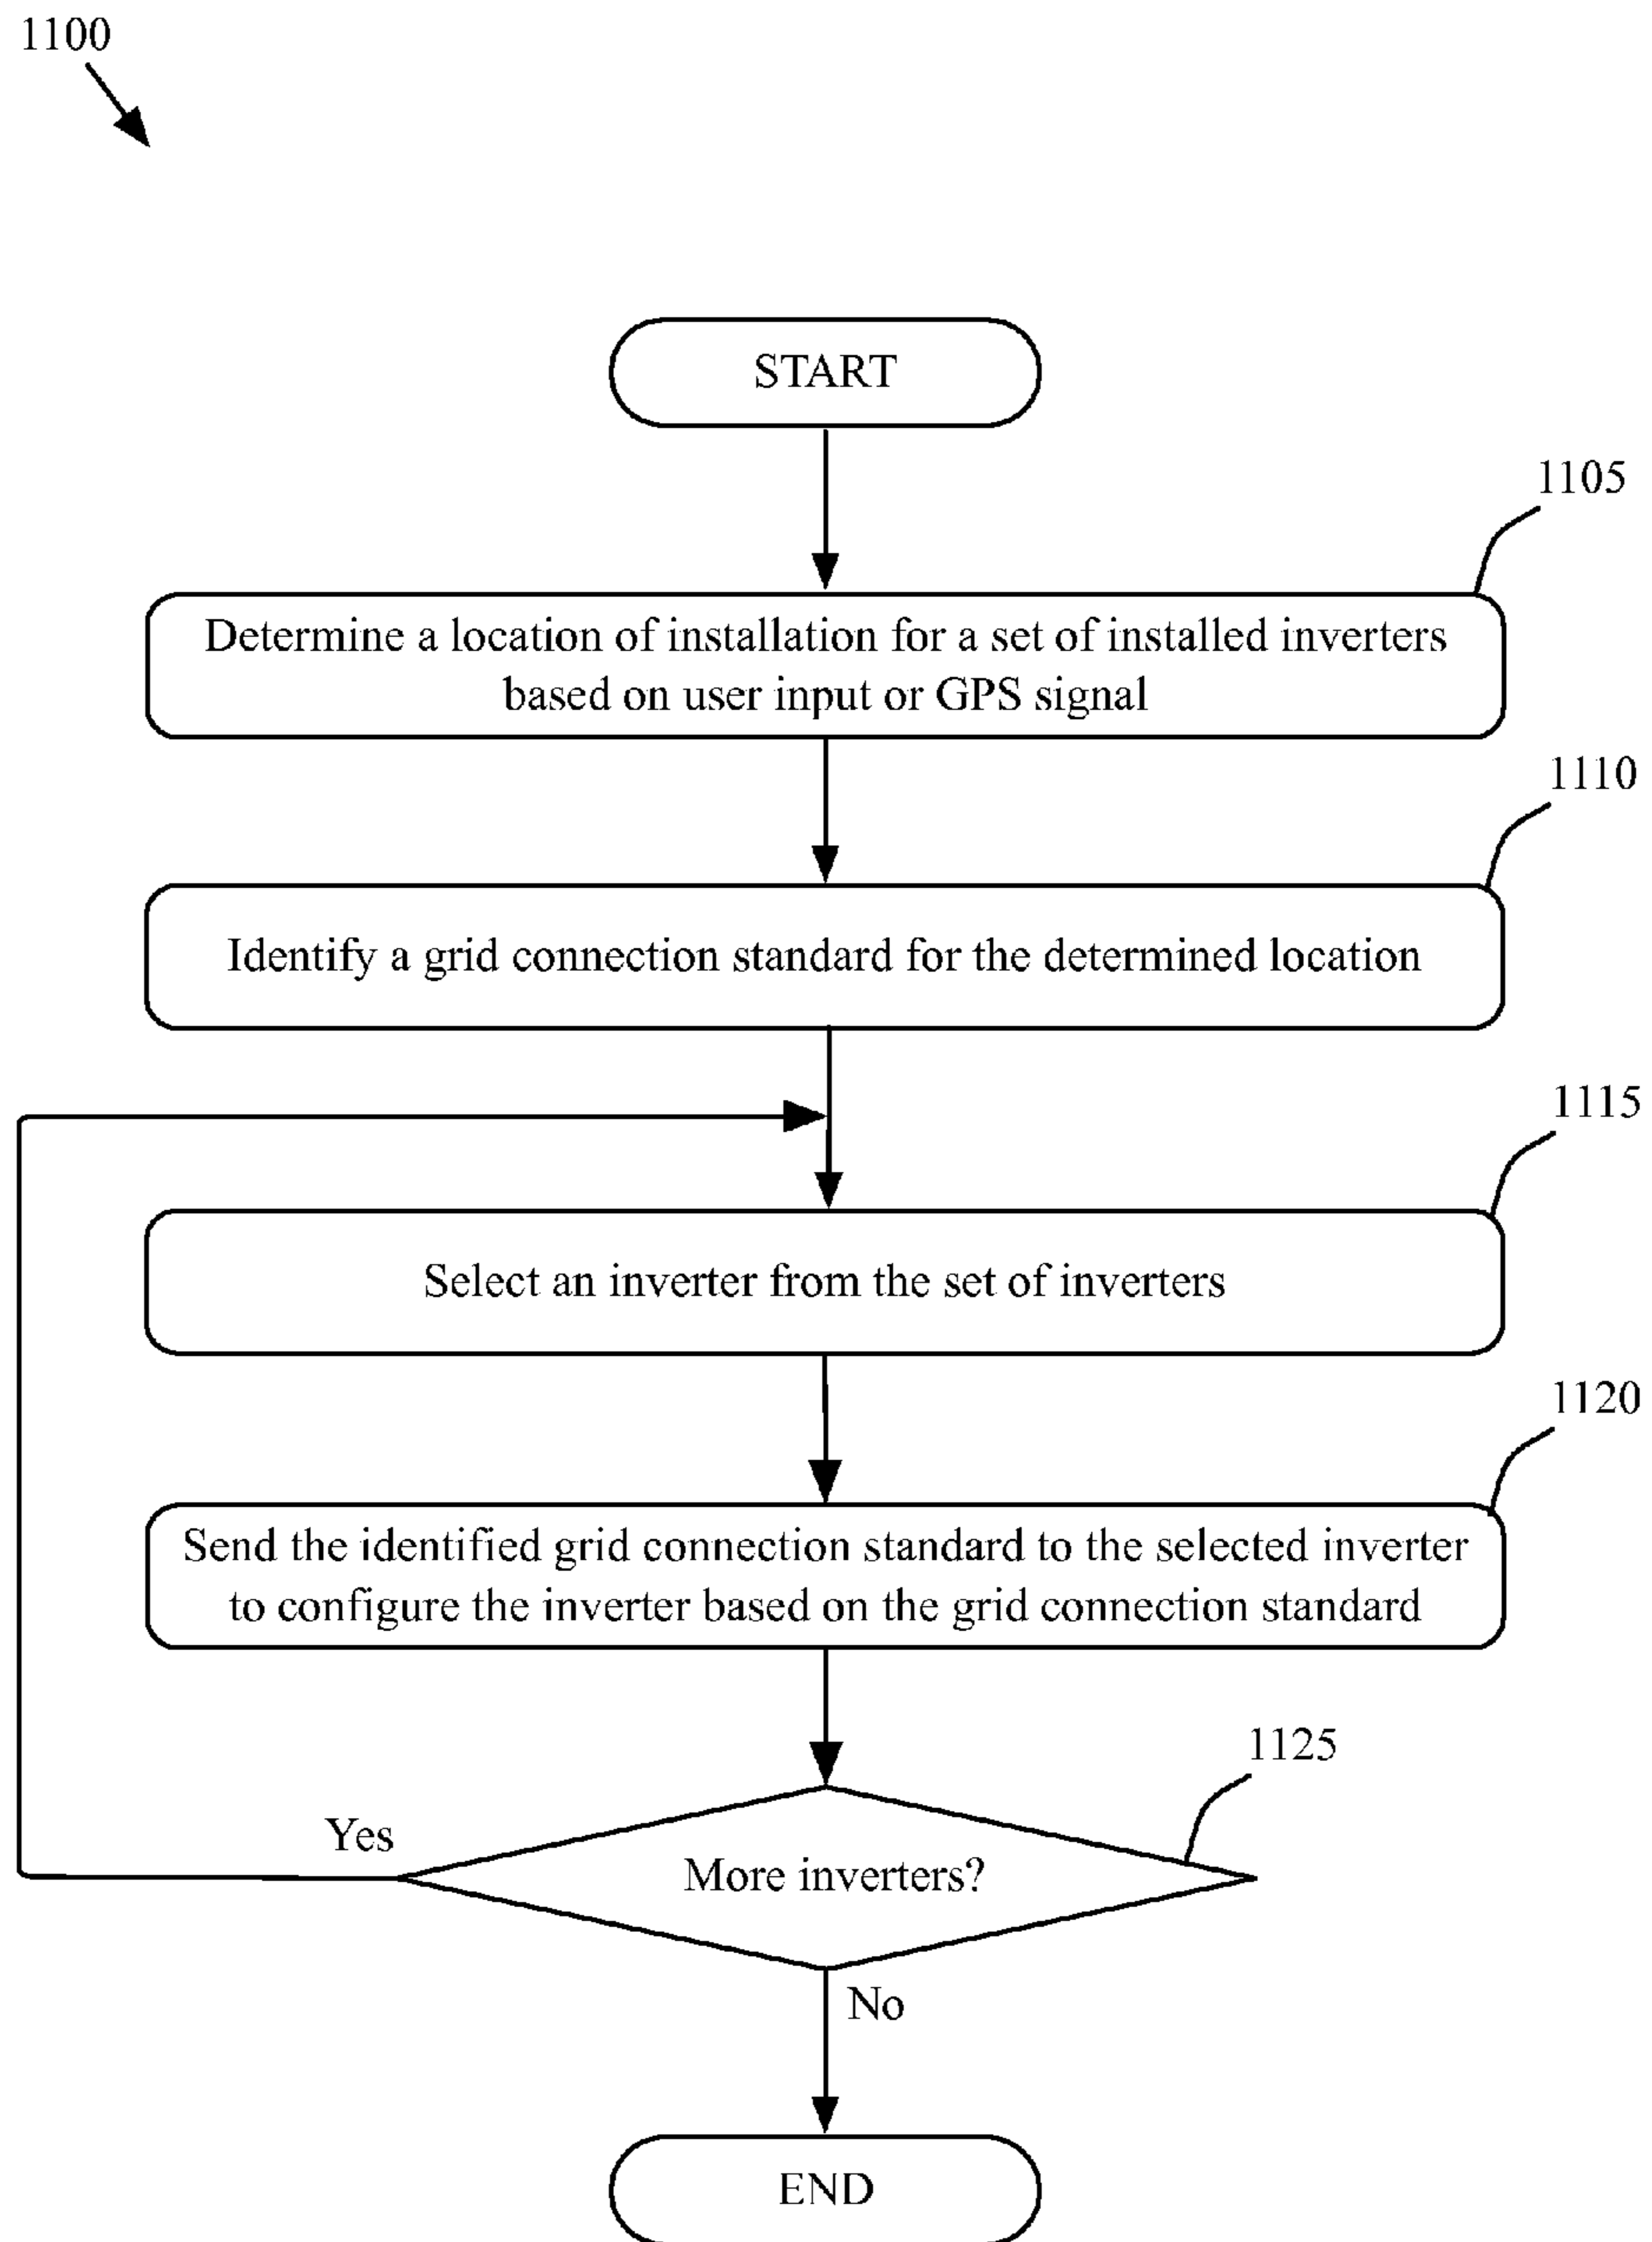 1100
START
1105
Determine a location of installation for a set of installed inverters
based on user input or GPS signal
1110
Identify a grid connection standard for the determined location
1115
Select an inverter from the set of inverters
1120
Send the identified grid connection standard to the selected inverter
to configure the inverter based on the grid connection standard
1125
Yes
More inverters?
No
END